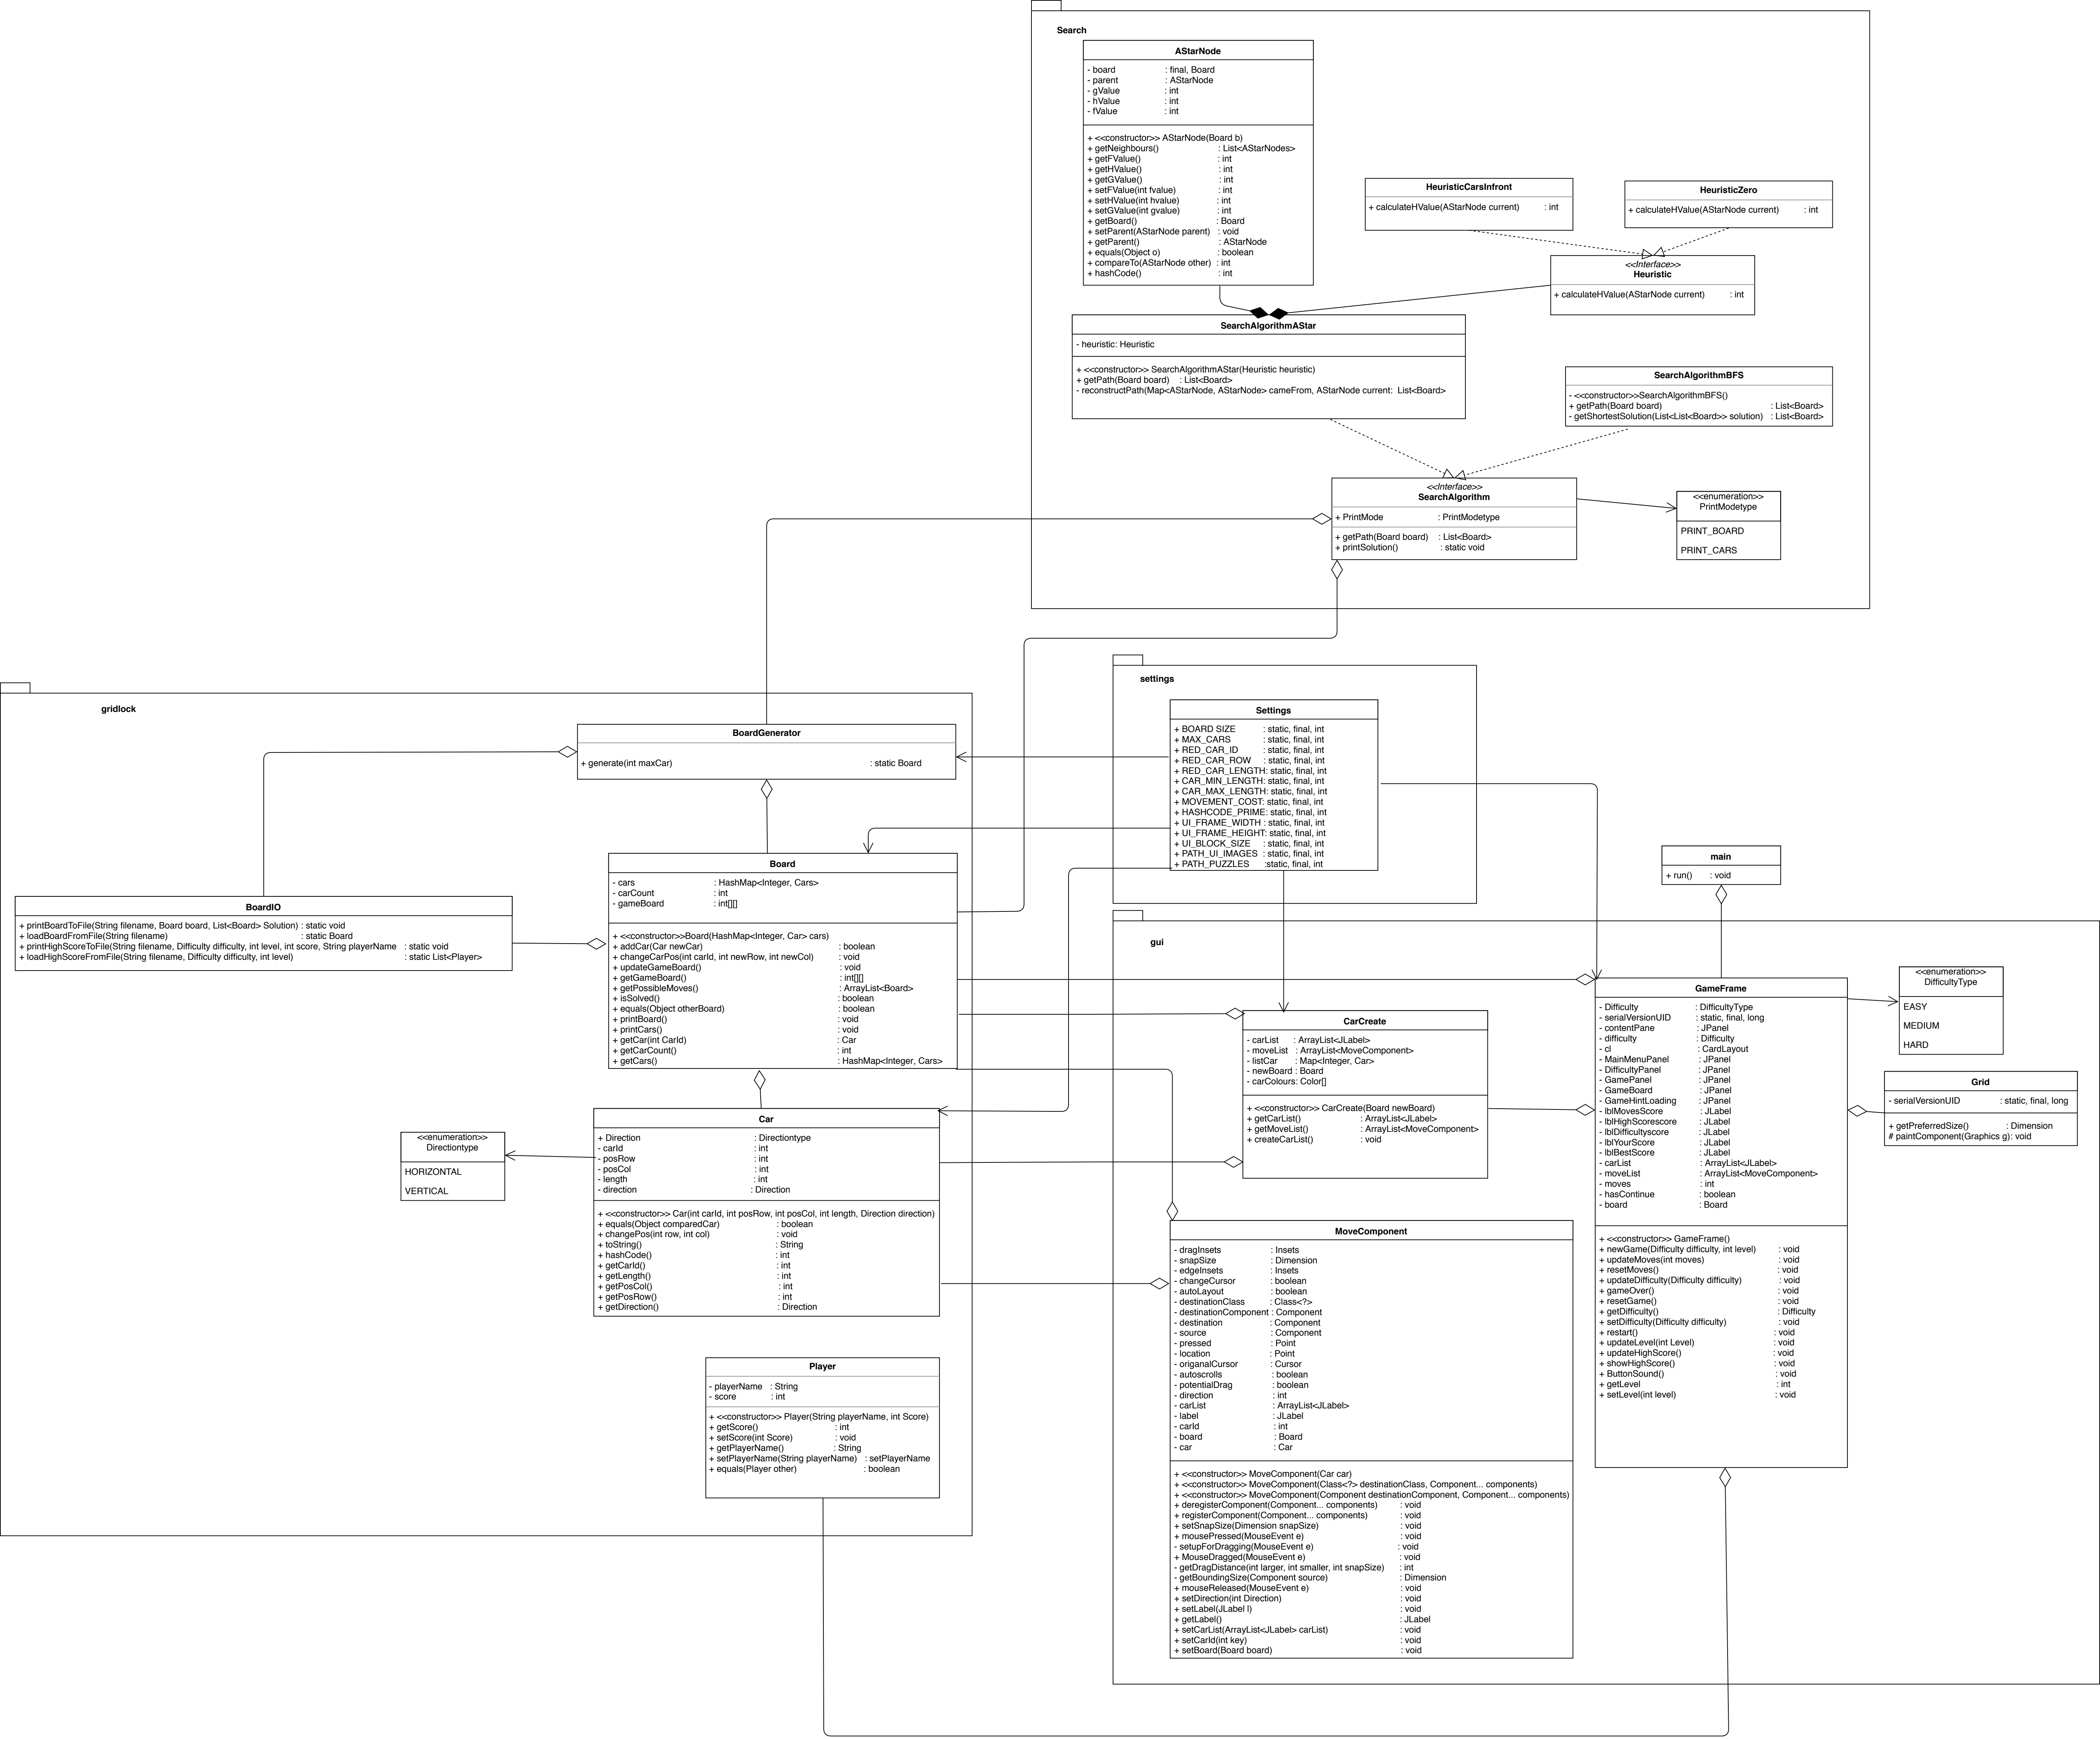 Search
AStarNode
- board : final, Board
- parent : AStarNode
- gValue : int
- hValue : int
- fValue : int
+ <<constructor>> AStarNode(Board b)
+ getNeighbours() : List<AStarNodes>
+ getFValue() : int
+ getHValue() : int
+ getGValue() : int
+ setFValue(int fvalue) : int
+ setHValue(int hvalue) : int
+ setGValue(int gvalue) : int
+ getBoard() : Board
+ setParent(AStarNode parent) : void
+ getParent() : AStarNode
+ equals(Object o) : boolean
+ compareTo(AStarNode other) : int
+ hashCode() : int
HeuristicCarsInfront
+ calculateHValue(AStarNode current) : int
HeuristicZero
+ calculateHValue(AStarNode current) : int
<<Interface>>
Heuristic
+ calculateHValue(AStarNode current) : int
SearchAlgorithmAStar
- heuristic: Heuristic
+ <<constructor>> SearchAlgorithmAStar(Heuristic heuristic)
+ getPath(Board board) : List<Board>
- reconstructPath(Map<AStarNode, AStarNode> cameFrom, AStarNode current: List<Board>
SearchAlgorithmBFS
- <<constructor>>SearchAlgorithmBFS()
+ getPath(Board board) : List<Board>
- getShortestSolution(List<List<Board>> solution) : List<Board>
<<Interface>>
SearchAlgorithm
+ PrintMode : PrintModetype
+ getPath(Board board) : List<Board>
+ printSolution() : static void
<<enumeration>>
PrintModetype
PRINT_BOARD
PRINT_CARS
settings
Settings
+ BOARD SIZE : static, final, int
+ MAX_CARS : static, final, int
+ RED_CAR_ID : static, final, int
+ RED_CAR_ROW : static, final, int
+ RED_CAR_LENGTH: static, final, int
+ CAR_MIN_LENGTH: static, final, int
+ CAR_MAX_LENGTH: static, final, int
+ MOVEMENT_COST: static, final, int
+ HASHCODE_PRIME: static, final, int
+ UI_FRAME_WIDTH : static, final, int
+ UI_FRAME_HEIGHT: static, final, int
+ UI_BLOCK_SIZE : static, final, int
+ PATH_UI_IMAGES : static, final, int
+ PATH_PUZZLES :static, final, int
gridlock
BoardGenerator
+ generate(int maxCar) : static Board
BoardIO
+ printBoardToFile(String filename, Board board, List<Board> Solution) : static void
+ loadBoardFromFile(String filename) : static Board
+ printHighScoreToFile(String filename, Difficulty difficulty, int level, int score, String playerName : static void
+ loadHighScoreFromFile(String filename, Difficulty difficulty, int level) : static List<Player>
Board
- cars : HashMap<Integer, Cars>
- carCount : int
- gameBoard : int[][]
+ <<constructor>>Board(HashMap<Integer, Car> cars)
+ addCar(Car newCar) : boolean
+ changeCarPos(int carId, int newRow, int newCol) : void
+ updateGameBoard() : void
+ getGameBoard() : int[][]
+ getPossibleMoves() : ArrayList<Board>
+ isSolved() : boolean
+ equals(Object otherBoard) : boolean
+ printBoard() : void
+ printCars() : void
+ getCar(int CarId) : Car
+ getCarCount() : int
+ getCars() : HashMap<Integer, Cars>
Car
+ Direction : Directiontype
- carId : int
- posRow : int
- posCol : int
- length : int
- direction : Direction
+ <<constructor>> Car(int carId, int posRow, int posCol, int length, Direction direction)
+ equals(Object comparedCar) : boolean
+ changePos(int row, int col) : void
+ toString() : String
+ hashCode() : int
+ getCarId() : int
+ getLength() : int
+ getPosCol() : int
+ getPosRow() : int
+ getDirection() : Direction
<<enumeration>>
Directiontype
HORIZONTAL
VERTICAL
Player
- playerName : String
- score : int
+ <<constructor>> Player(String playerName, int Score)
+ getScore() : int
+ setScore(int Score) : void
+ getPlayerName() : String
+ setPlayerName(String playerName) : setPlayerName
+ equals(Player other) : boolean
main
+ run() : void
gui
CarCreate
- carList : ArrayList<JLabel>
- moveList : ArrayList<MoveComponent>
- listCar : Map<Integer, Car>
- newBoard : Board
- carColours: Color[]
+ <<constructor>> CarCreate(Board newBoard)
+ getCarList() : ArrayList<JLabel>
+ getMoveList() : ArrayList<MoveComponent>
+ createCarList() : void
MoveComponent
- dragInsets : Insets
- snapSize : Dimension
- edgeInsets : Insets
- changeCursor : boolean
- autoLayout : boolean
- destinationClass : Class<?>
- destinationComponent : Component
- destination : Component
- source : Component
- pressed : Point
- location : Point
- origanalCursor : Cursor
- autoscrolls : boolean
- potentialDrag : boolean
- direction : int
- carList : ArrayList<JLabel>
- label : JLabel
- carId : int
- board : Board
- car : Car
+ <<constructor>> MoveComponent(Car car)
+ <<constructor>> MoveComponent(Class<?> destinationClass, Component... components)
+ <<constructor>> MoveComponent(Component destinationComponent, Component... components)
+ deregisterComponent(Component... components) : void
+ registerComponent(Component... components) : void
+ setSnapSize(Dimension snapSize) : void
+ mousePressed(MouseEvent e) : void
- setupForDragging(MouseEvent e) : void
+ MouseDragged(MouseEvent e) : void
- getDragDistance(int larger, int smaller, int snapSize) : int
- getBoundingSize(Component source) : Dimension
+ mouseReleased(MouseEvent e) : void
+ setDirection(int Direction) : void
+ setLabel(JLabel l) : void
+ getLabel() : JLabel
+ setCarList(ArrayList<JLabel> carList) : void
+ setCarId(int key) : void
+ setBoard(Board board) : void
GameFrame
- Difficulty : DifficultyType
- serialVersionUID : static, final, long
- contentPane : JPanel
- difficulty : Difficulty
- cl : CardLayout
- MainMenuPanel : JPanel
- DifficultyPanel : JPanel
- GamePanel : JPanel
- GameBoard : JPanel
- GameHintLoading : JPanel
- lblMovesScore : JLabel
- lblHighScorescore : JLabel
- lblDifficultyscore : JLabel
- lblYourScore : JLabel
- lblBestScore : JLabel
- carList : ArrayList<JLabel>
- moveList : ArrayList<MoveComponent>
- moves : int
- hasContinue : boolean
- board : Board
+ <<constructor>> GameFrame()
+ newGame(Difficulty difficulty, int level) : void
+ updateMoves(int moves) : void
+ resetMoves() : void
+ updateDifficulty(Difficulty difficulty) : void
+ gameOver() : void
+ resetGame() : void
+ getDifficulty() : Difficulty
+ setDifficulty(Difficulty difficulty) : void
+ restart() : void
+ updateLevel(int Level) : void
+ updateHighScore() : void
+ showHighScore() : void
+ ButtonSound() : void
+ getLevel : int
+ setLevel(int level) : void
<<enumeration>>
DifficultyType
EASY
MEDIUM
HARD
Grid
- serialVersionUID : static, final, long
+ getPreferredSize() : Dimension
# paintComponent(Graphics g): void